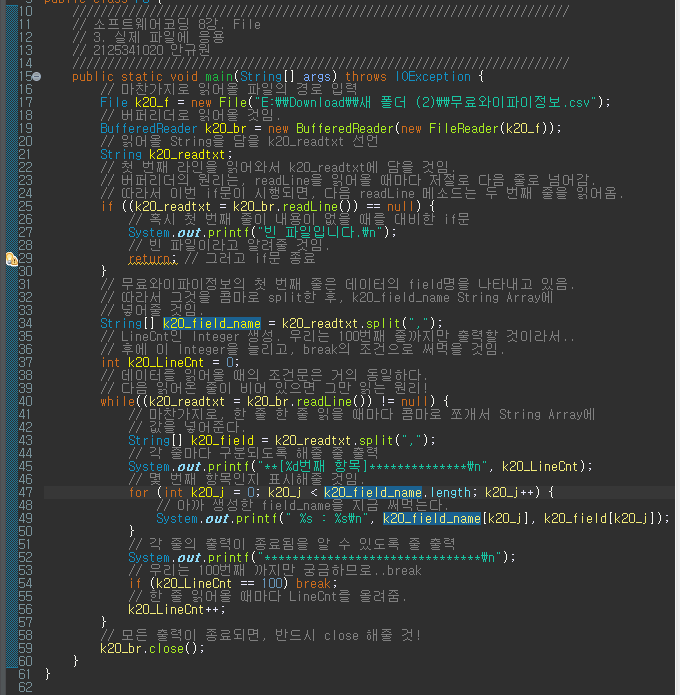 10 //////////////////////////////////////////////////////////////////////
11 // 소프트웨어코딩 8강. File
12 // 3. 실제 파일에 응용
13 // 2125341020 안규원
14 //////////////////////////////////////////////////////////////////////
15 public static void main(String[] args) throws IOException {
16 // 마찬가지로 읽어올 파일의 경로 입력
17 File k20_f = new File("E:\\Download\\새 폴더 (2)\\무료와이파이정보.csv");
18 // 버퍼리더로 읽어올 것임.
19 BufferedReader k20_br = new BufferedReader(new FileReader(k20_f));
20 // 읽어올 String을 담을 k20_readtxt 선언
21 String k20_readtxt;
22 // 첫 번째 라인을 읽어와서 k20_readtxt에 담을 것임.
23 // 버퍼리더의 원리는, readLine을 읽어올 때마다 저절로 다음 줄로 넘어감.
24 // 따라서 이번 if문이 시행되면, 다음 readLine 메소드는 두 번째 줄을 읽어옴.
25 if ((k20_readtxt = k20_br.readLine()) == null) {
26 // 혹시 첫 번째 줄이 내용이 없을 때를 대비한 if문
27 System.out.printf("빈 파일입니다.\n");
28 // 빈 파일이라고 알려줄 것임.
29 return; // 그러고 if문 종료
30 }
31 // 무료와이파이정보의 첫 번째 줄은 데이터의 field명을 나타내고 있음.
32 // 따라서 그것을 콤마로 split한 후, k20_field_name String Array에
33 // 넣어줄 것임.
34 String[] k20_field_name = k20_readtxt.split(",");
35 // LineCnt인 Integer 생성. 우리는 100번째 줄까지만 출력할 것이라서..
36 // 후에 이 Integer을 늘리고, break의 조건으로 써먹을 것임.
37 int k20_LineCnt = 0;
38 // 데이터를 읽어올 때의 조건문은 거의 동일하다.
39 // 다음 읽어온 줄이 비어 있으면 그만 읽는 원리!
40 while((k20_readtxt = k20_br.readLine()) != null) {
41 // 마찬가지로, 한 줄 한 줄 읽을 때마다 콤마로 쪼개서 String Array에
42 // 값을 넣어준다.
43 String[] k20_field = k20_readtxt.split(",");
44 // 각 줄마다 구분되도록 해줄 줄 출력
45 System.out.printf("**[%d번째 항목]**************\n", k20_LineCnt);
46 // 몇 번째 항목인지 표시해줄 것임.
47 for (int k20_j = 0; k20_j < k20_field_name.length; k20_j++) {
48 // 아까 생성한 field_name을 지금 써먹는다.
49 System.out.printf(" %s : %s\n", k20_field_name[k20_j], k20_field[k20_j]);
50 }
51 // 각 줄의 출력이 종료됨을 알 수 있도록 줄 출력
52 System.out.printf("*******************************\n");
53 // 우리는 100번째 까지만 궁금하므로..break
54 if (k20_LineCnt == 100) break;
55 // 한 줄 읽어올 때마다 LineCnt를 올려줌.
56 k20_LineCnt++;
57 }
58 // 모든 출력이 종료되면, 반드시 close 해줄 것!
59 k20_br.close();
60 }
61 }
62